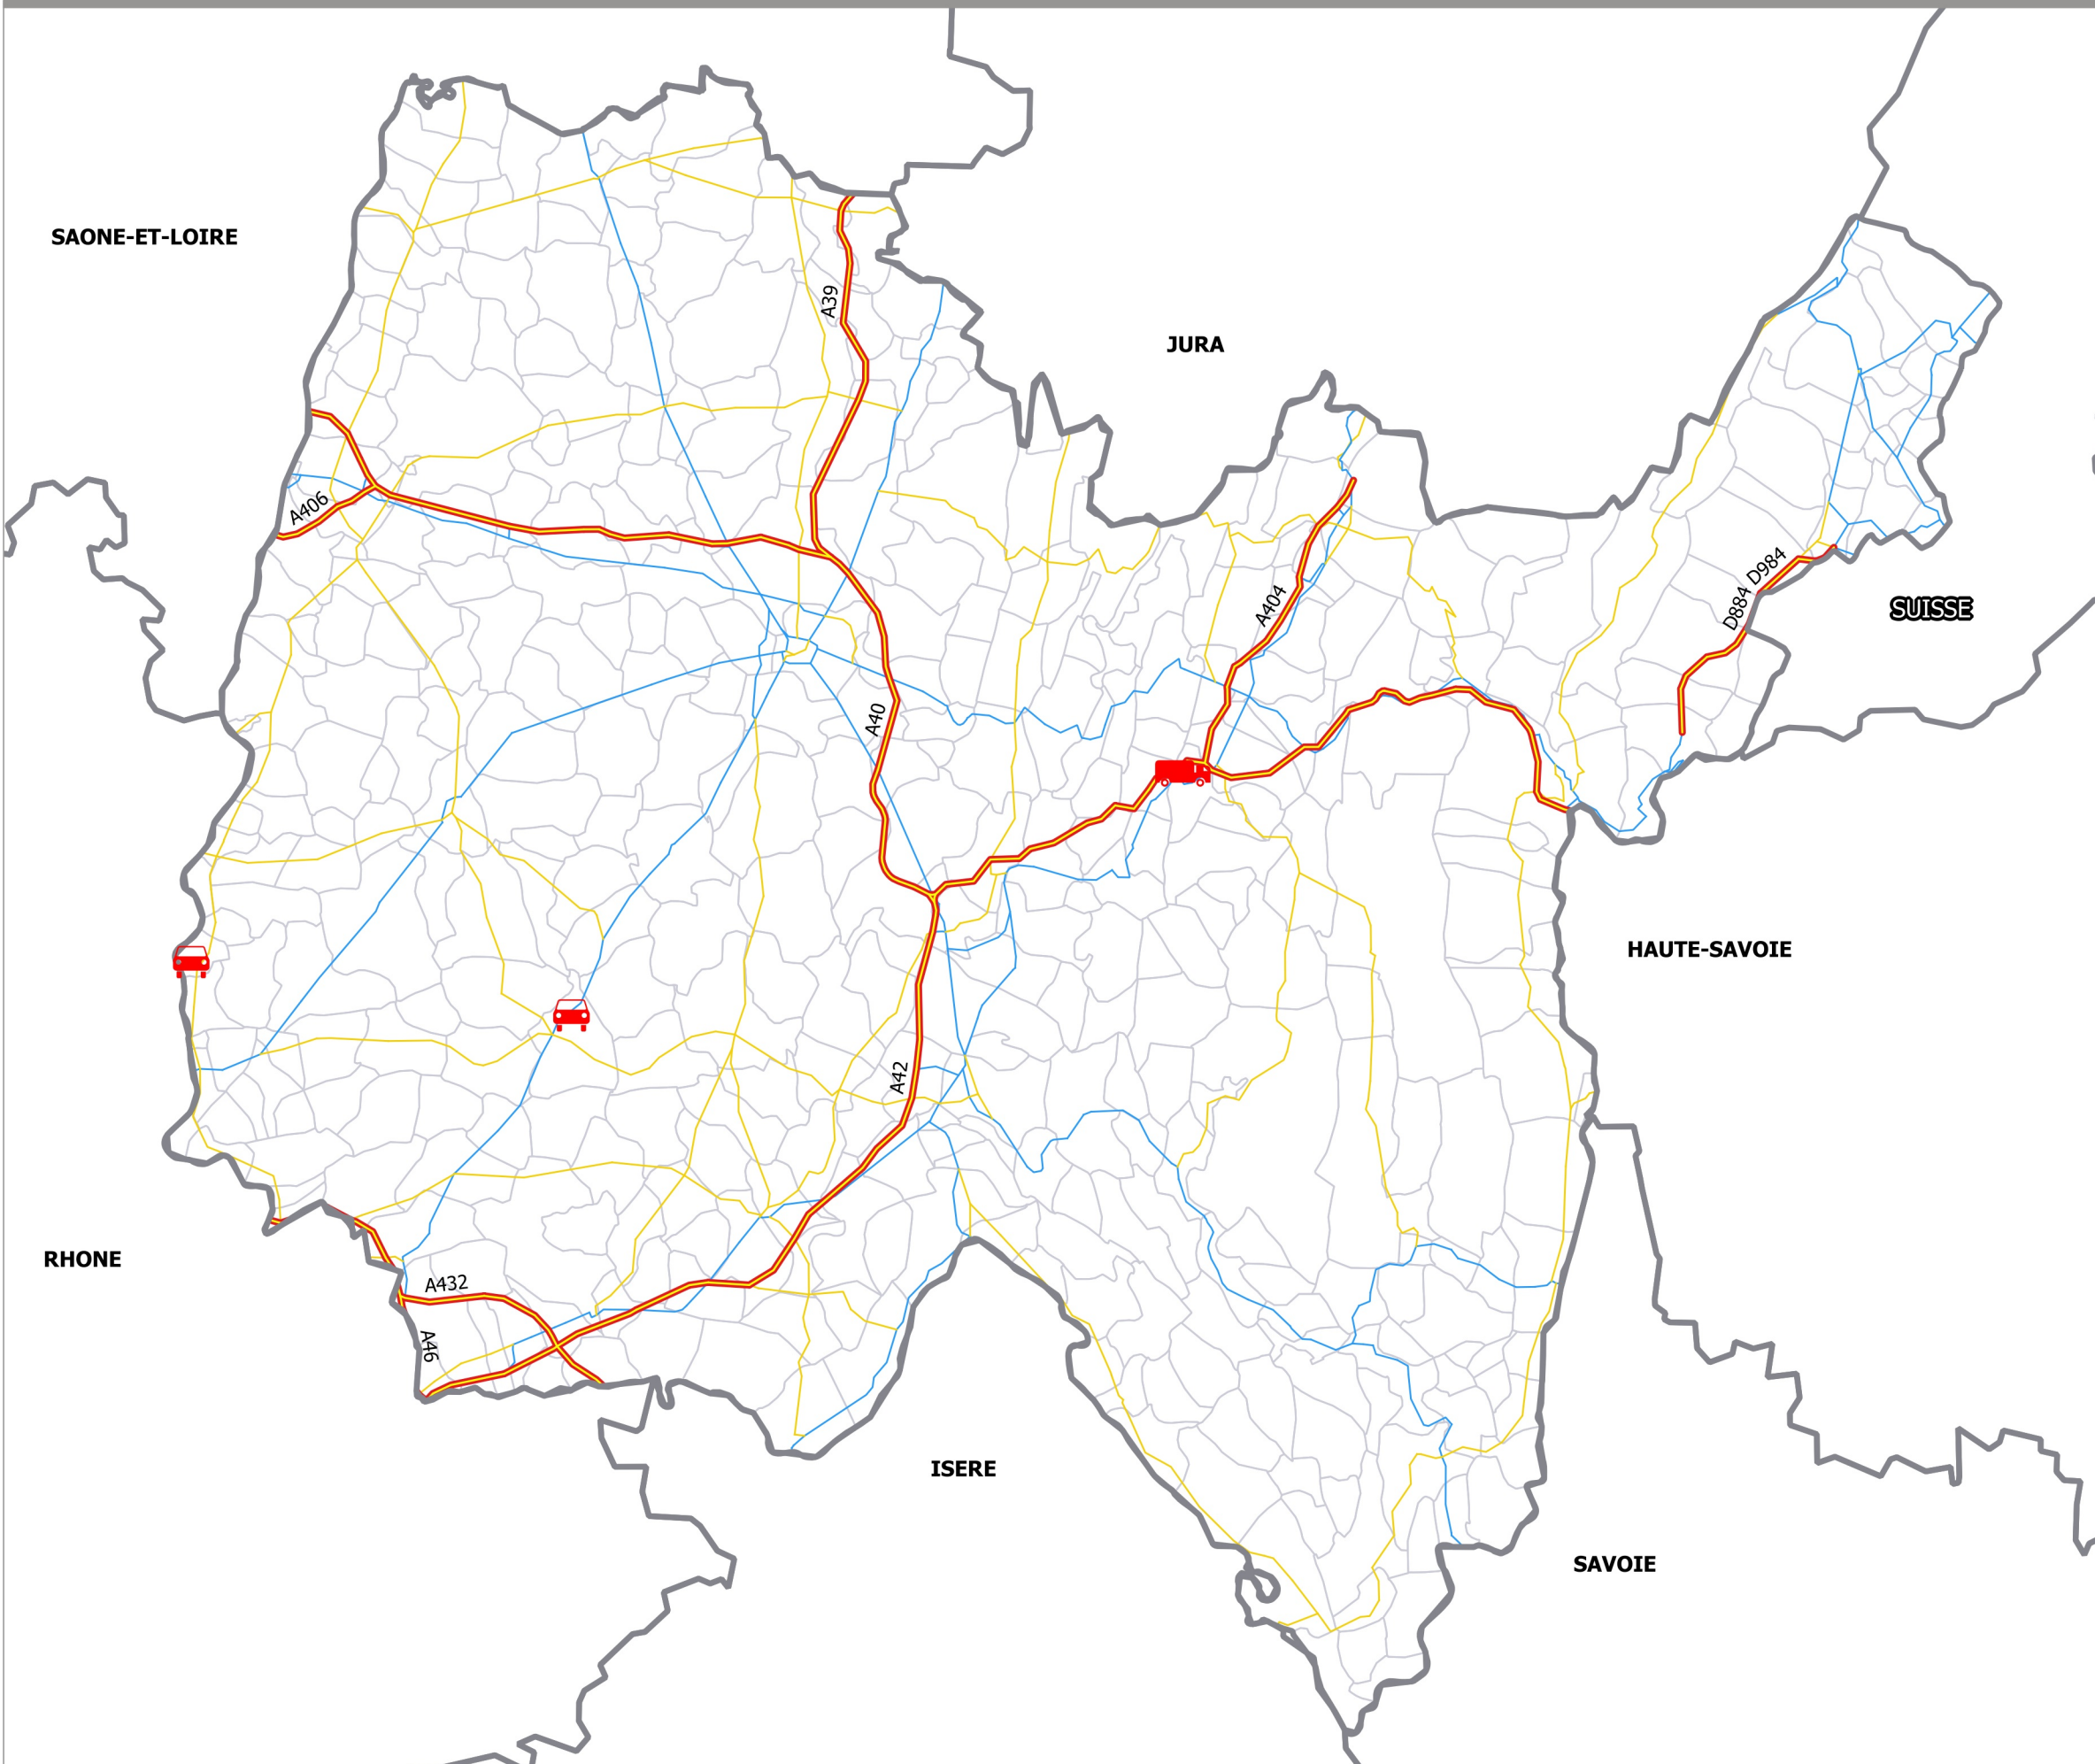 SAONE-ET-LOIRE
A39
JURA
A406
D984
D884
A404
SUISSE
A40
HAUTE-SAVOIE
A42
RHONE
A432
A46
ISERE
SAVOIE